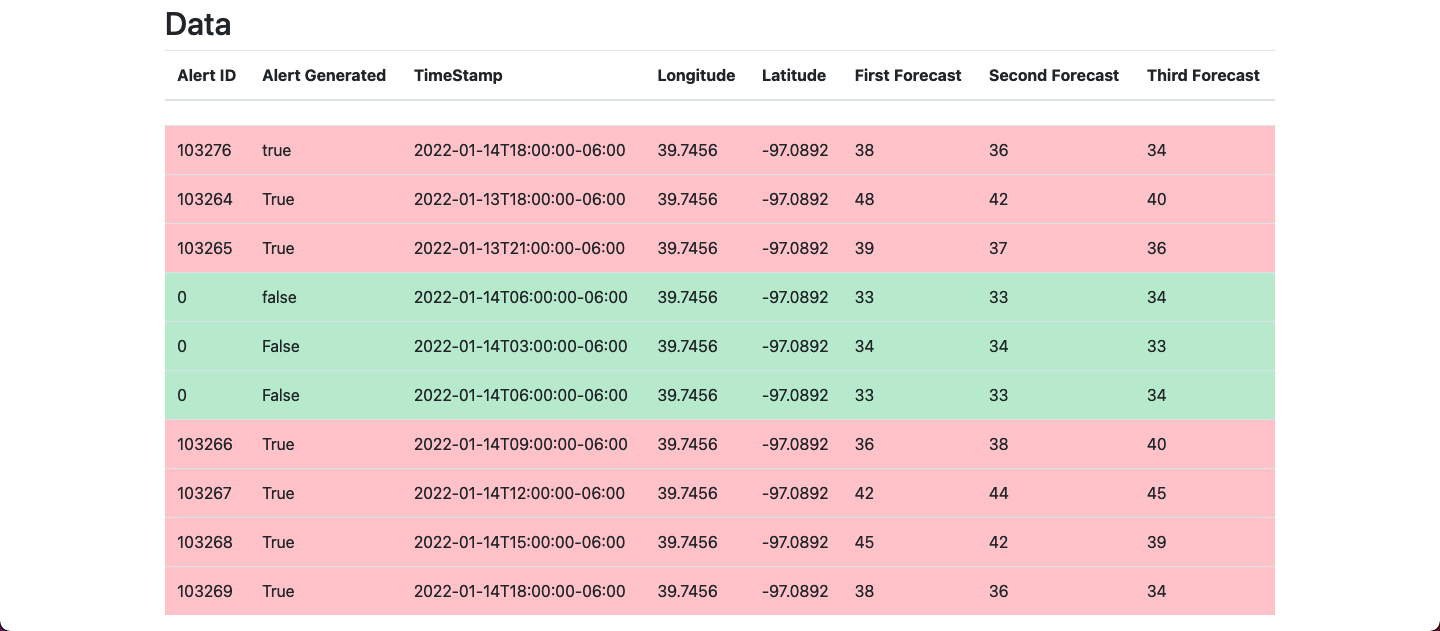 Data
Alert ID Alert Generated TimeStamp Longitude Latitude First Forecast Second Forecast Third Forecast
103276 true 2022-01-14T18:00:00-06:00 39.7456 -97.0892 38 36 34
103264 True 2022-01-13T18:00:00-06:00 39.7456 -97.0892 48 42 40
103265 True 2022-01-13T21:00:00-06:00 39.7456 -97.0892 39 37 36
0 false 2022-01-14T06:00:00-06:00 39.7456 -97.0892 33 33 34
0 False 2022-01-14T03:00:00-06:00 39.7456 -97.0892 34 34 33
0 False 2022-01-14T06:00:00-06:00 39.7456 -97.0892 33 33 34
103266 True 2022-01-14T09:00:00-06:00 39.7456 -97.0892 36 38 40
103267 True 2022-01-14T12:00:00-06:00 39.7456 -97.0892 42 44 45
103268 True 2022-01-14T15:00:00-06:00 39.7456 -97.0892 45 42 39
103269 True 2022-01-14T18:00:00-06:00 39.7456 -97.0892 38 36 34